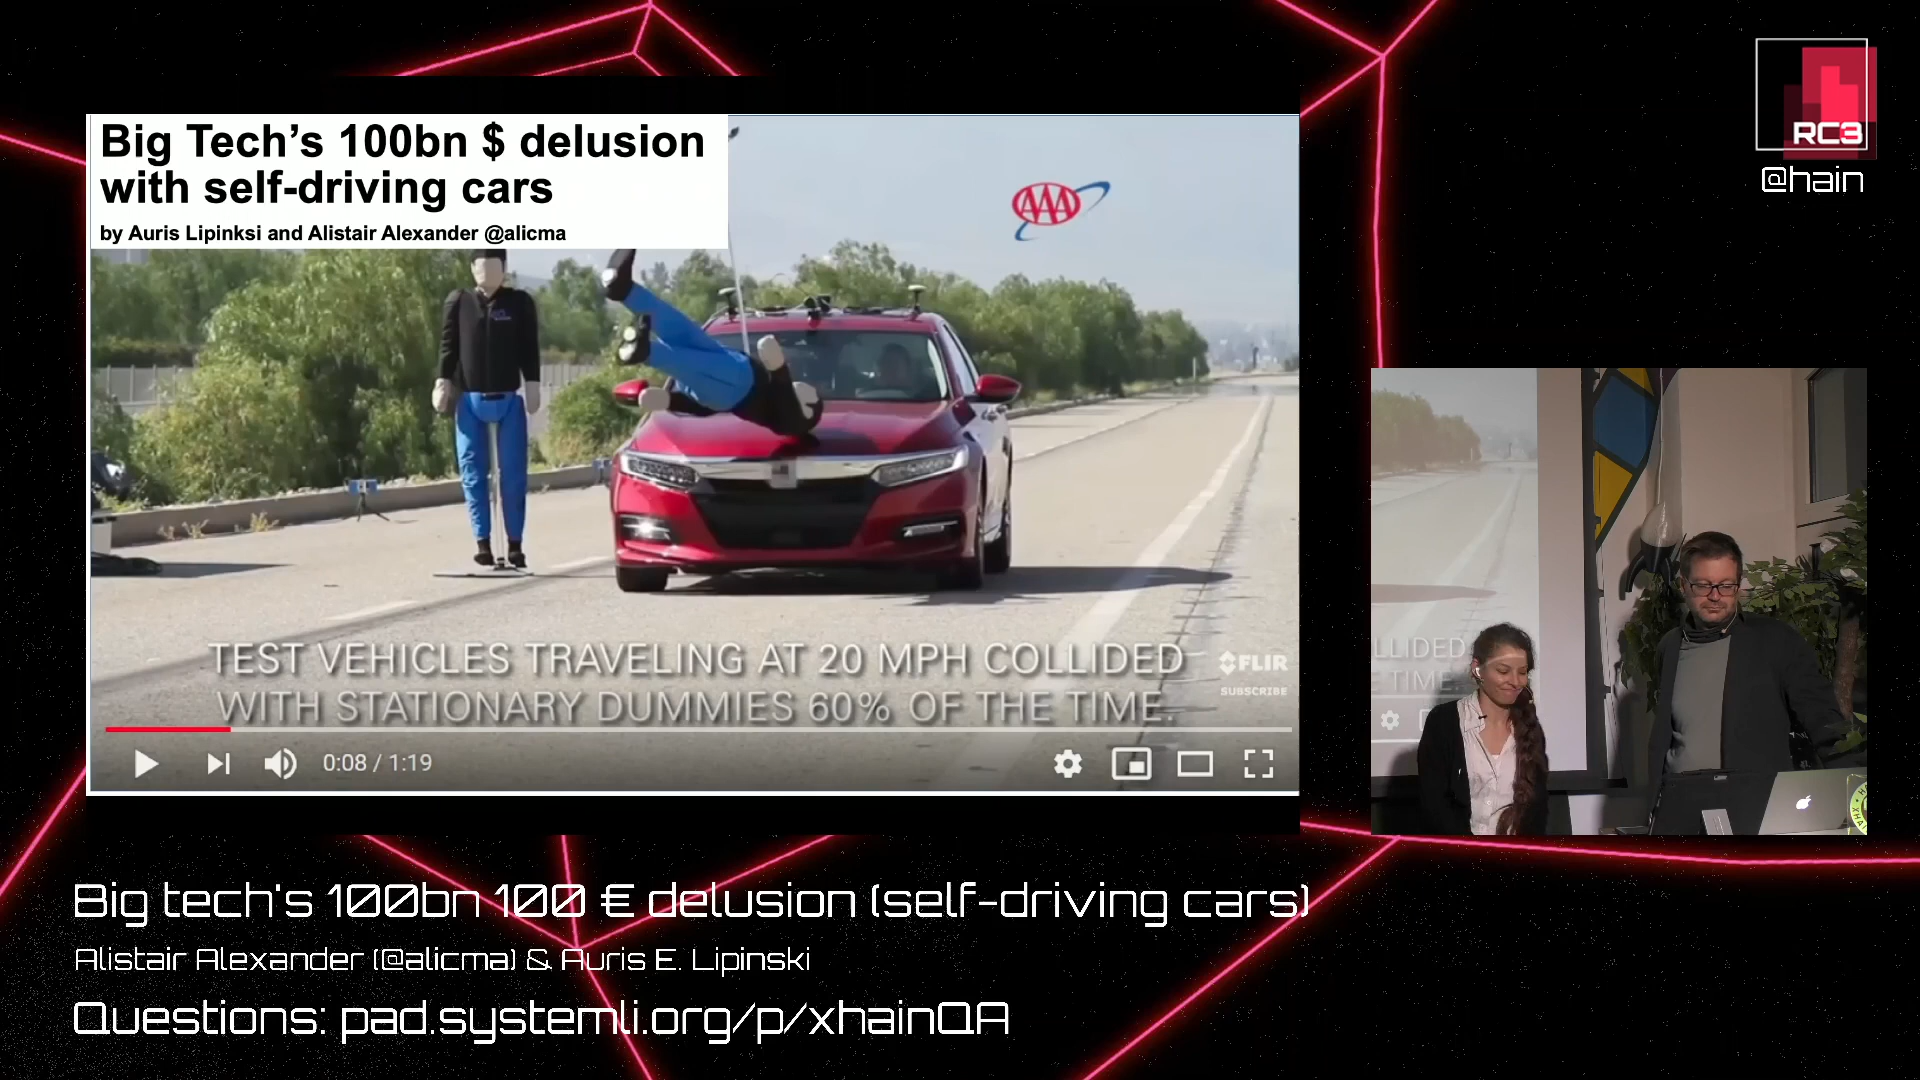 Big Tech’s 100bn $ delusion
with self-driving cars
by Auris Lipinksi and Alistair Alexander @alicma
AAA
TEST VEHICLES TRAVELING AT 20 MPH COLLIDED
WITH STATIONARY DUMMIES 60% OF THE TIME.
FLIR
SUBSCRIBE
0:08 / 1:19
RC3
@hain
LLIDED
TIME.
Big tech's 100bn 100 € delusion (self-driving cars)
Alistair Alexander (@alicma) & Auris E. Lipinski
Questions: pad.systemli.org/p/xhainQA